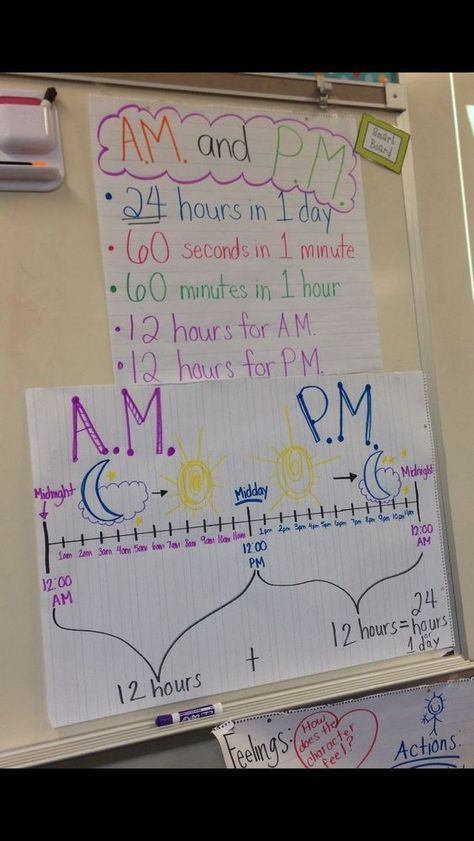 A.M. and P.M.
Smart
Board
• 24 hours in 1 day
• 60 seconds in 1 minute
• 60 minutes in 1 hour
• 12 hours for A.M.
• 12 hours for P.M.
A.M. P.M.
Midnight Midday Midnight
1am 2am 3am 4am 5am 6am 7am 8am 9am 10am 11am 1pm 2pm 3pm 4pm 5pm 6pm 7pm 8pm 9pm 10pm 11pm
12:00
AM
12:00
PM
12:00
AM
12 hours + 12 hours = 24
hours
or
1 day
EXPO
Feelings:
How
does the
character
feel?
Actions: